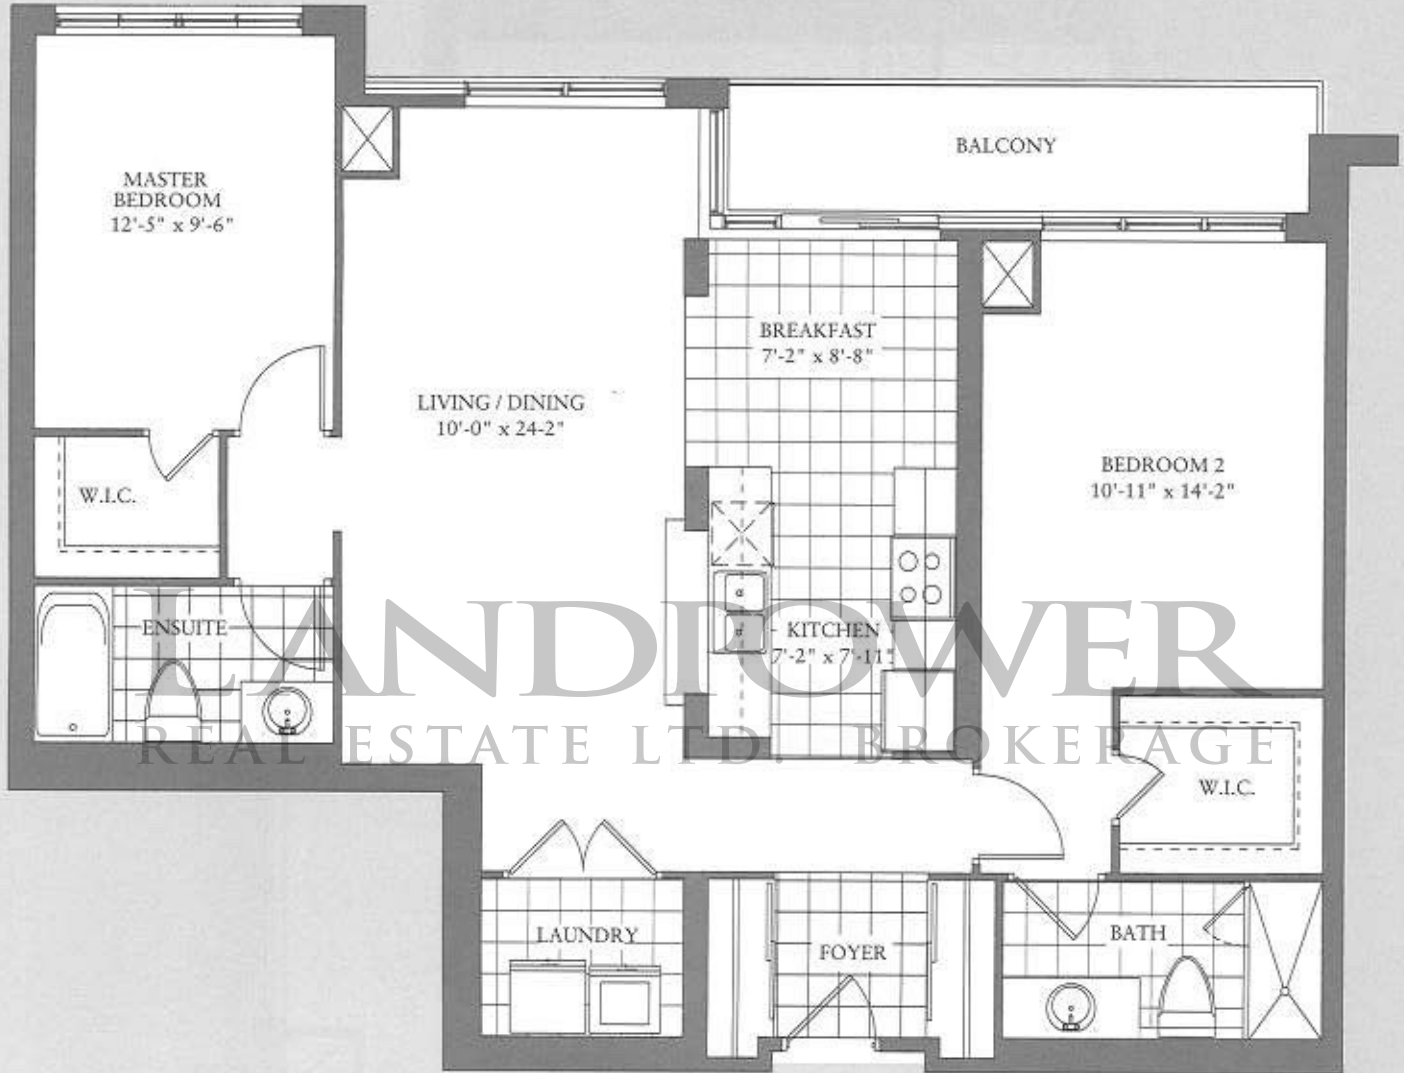 BALCONY
MASTER
BEDROOM
12'-5" x 9'-6"
BREAKFAST
7'-2" x 8'-8"
LIVING / DINING
10'-0" x 24-2"
BEDROOM 2
10'-11" x 14'-2"
W.I.C.
ENSUITE
KITCHEN
7'-2" x 7'-11"
LANDPOWER
REAL ESTATE LTD. BROKERAGE
W.I.C.
LAUNDRY
FOYER
BATH